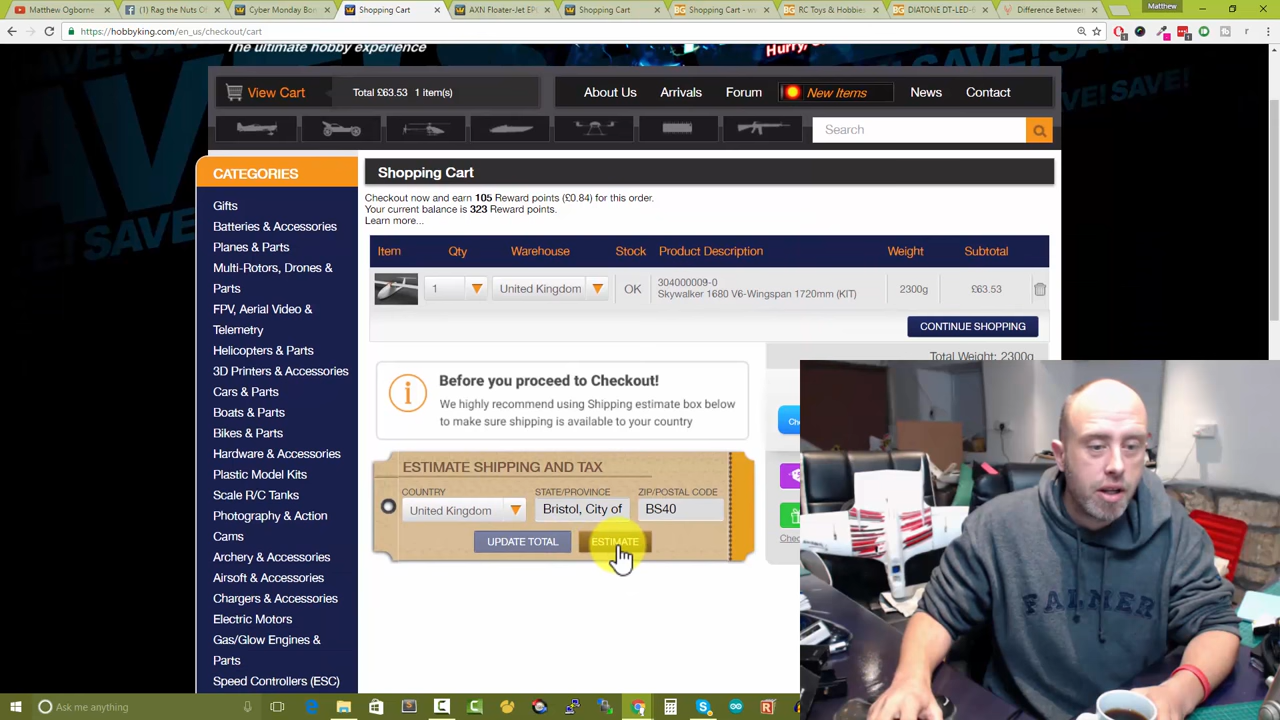 Matthew Ogborne
(1) Rag the Nuts Of
Cyber Monday Bon
Shopping Cart
AXN Floater-Jet EP
Shopping Cart
Shopping Cart - w
RC Toys & Hobbies
DIATONE DT-LED-8
Difference Between
Matthew
https://hobbyking.com/en_us/checkout/cart
The ultimate hobby experience
Hurry,
View Cart
Total £63.53 1 item(s)
About Us
Arrivals
Forum
New Items
News
Contact
Search
CATEGORIES
Gifts
Batteries & Accessories
Planes & Parts
Multi-Rotors, Drones &
Parts
FPV, Aerial Video &
Telemetry
Helicopters & Parts
3D Printers & Accessories
Cars & Parts
Boats & Parts
Bikes & Parts
Hardware & Accessories
Plastic Model Kits
Scale R/C Tanks
Photography & Action
Cams
Archery & Accessories
Airsoft & Accessories
Chargers & Accessories
Electric Motors
Gas/Glow Engines &
Parts
Speed Controllers (ESC)
Shopping Cart
Checkout now and earn 105 Reward points (£0.84) for this order.
Your current balance is 323 Reward points.
Learn more...
Item Qty Warehouse Stock Product Description Weight Subtotal
1 United Kingdom OK 304000009-0 2300g £63.53
Skywalker 1680 V6-Wingspan 1720mm (KIT)
CONTINUE SHOPPING
Total Weight: 2300g
Before you proceed to Checkout!
We highly recommend using Shipping estimate box below
to make sure shipping is available to your country
ESTIMATE SHIPPING AND TAX
COUNTRY STATE/PROVINCE ZIP/POSTAL CODE
United Kingdom Bristol, City of BS40
UPDATE TOTAL ESTIMATE
PALMER
Ask me anything